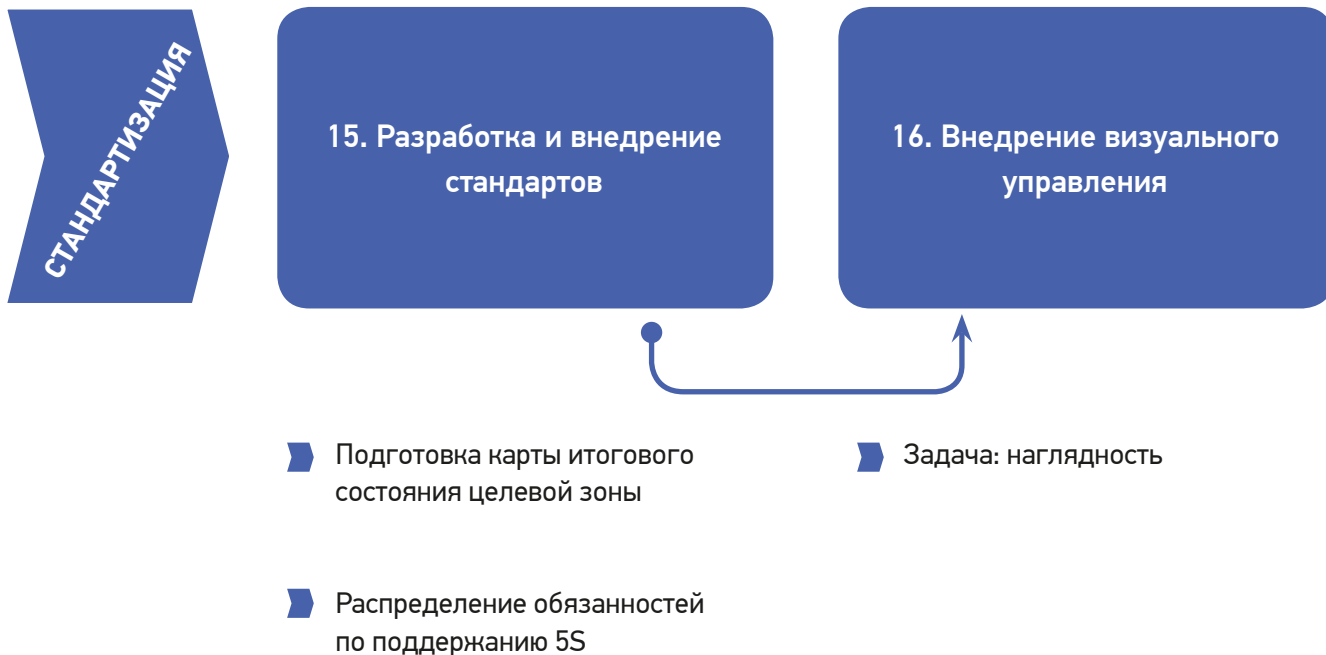 СТАНДАРТИЗАЦИЯ
15. Разработка и внедрение
стандартов
16. Внедрение визуального
управления
Подготовка карты итогового
состояния целевой зоны
Задача: наглядность
Распределение обязанностей
по поддержанию 5S